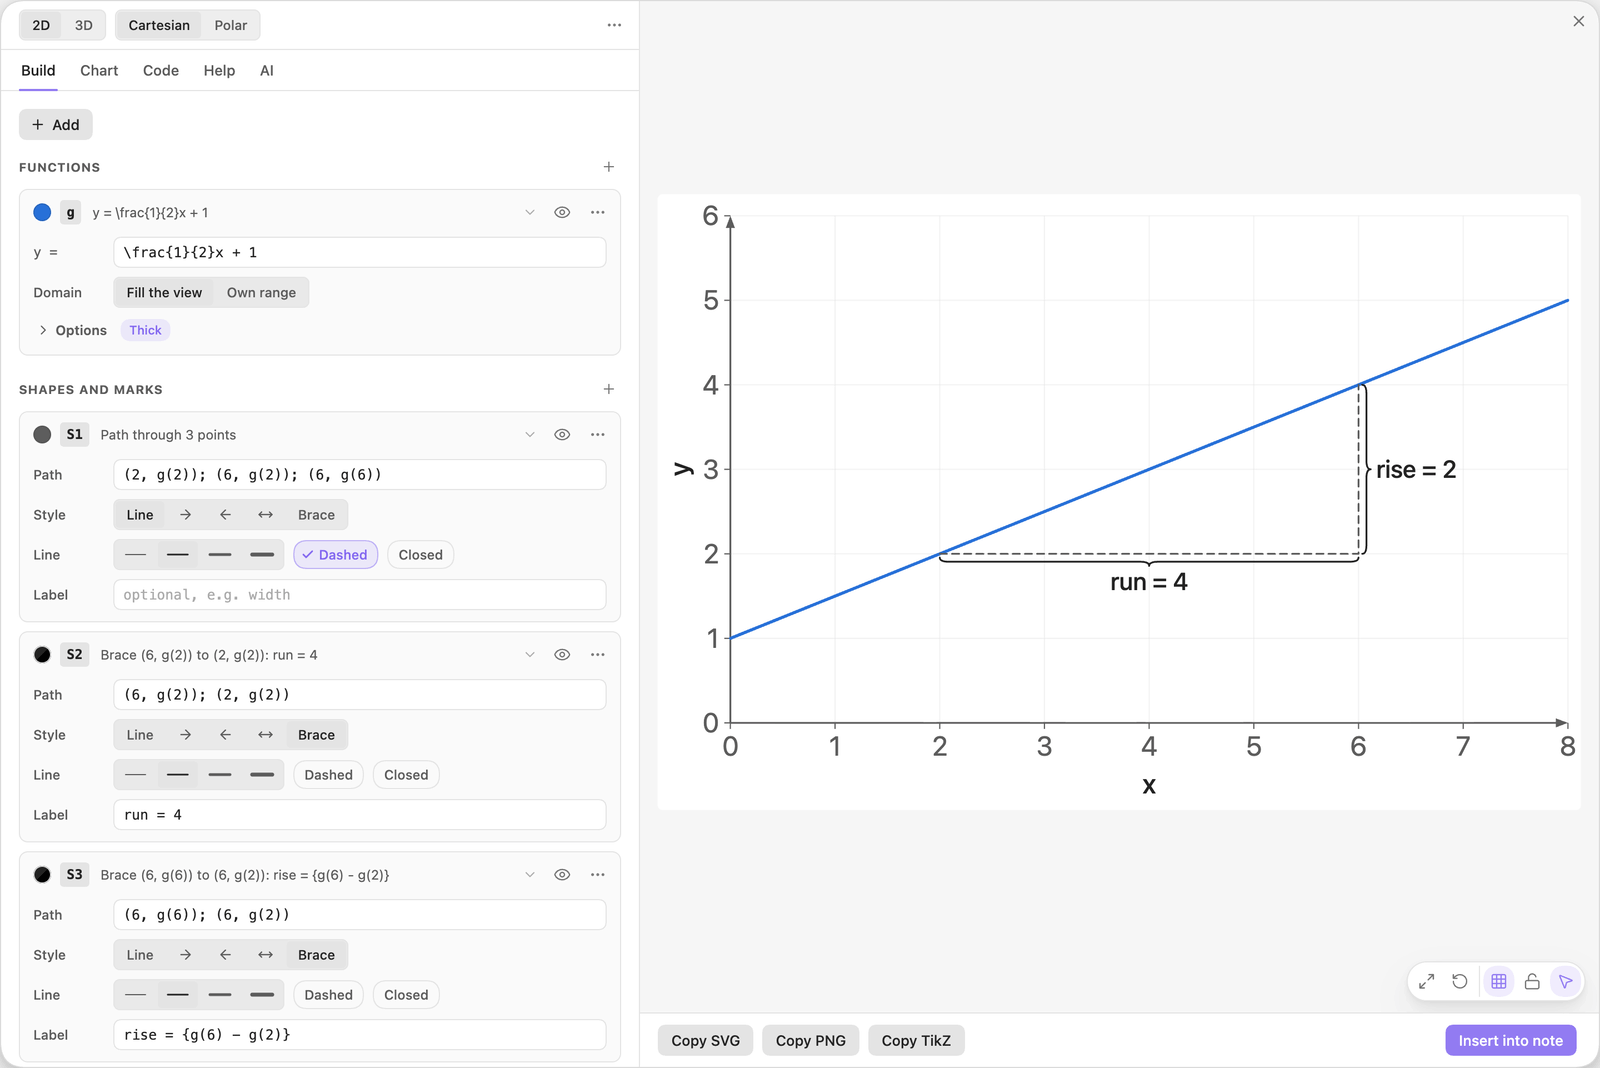 2D 3D Cartesian Polar
Build Chart Code Help AI
+ Add
FUNCTIONS
g y = \frac{1}{2}x + 1
y = \frac{1}{2}x + 1
Domain Fill the view Own range
Options Thick
SHAPES AND MARKS
S1 Path through 3 points
Path (2, g(2)); (6, g(2)); (6, g(6))
Style Line → ← ↔ Brace
Line Dashed Closed
Label optional, e.g. width
S2 Brace (6, g(2)) to (2, g(2)): run = 4
Path (6, g(2)); (2, g(2))
Style Line → ← ↔ Brace
Line Dashed Closed
Label run = 4
S3 Brace (6, g(6)) to (6, g(2)): rise = {g(6) - g(2)}
Path (6, g(6)); (6, g(2))
Style Line → ← ↔ Brace
Line Dashed Closed
Label rise = {g(6) − g(2)}
6
5
4
y 3 rise = 2
2
run = 4
1
0
0 1 2 3 4 5 6 7 8
x
Copy SVG Copy PNG Copy TikZ Insert into note